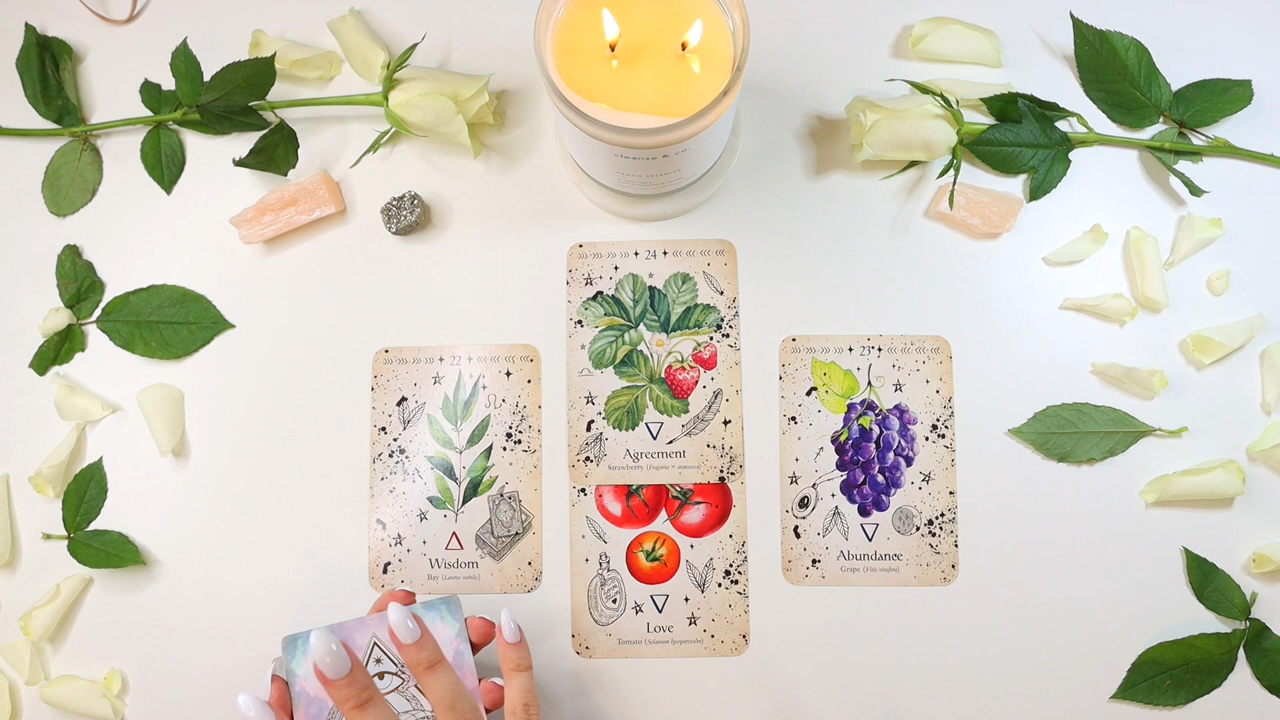 cleanse & co.
24
Agreement
Strawberry (Fragaria × ananassa)
22
Wisdom
Bay (Laurus nobilis)
23
Abundance
Grape (Vitis vinifera)
Love
Tomato (Solanum lycopersicum)